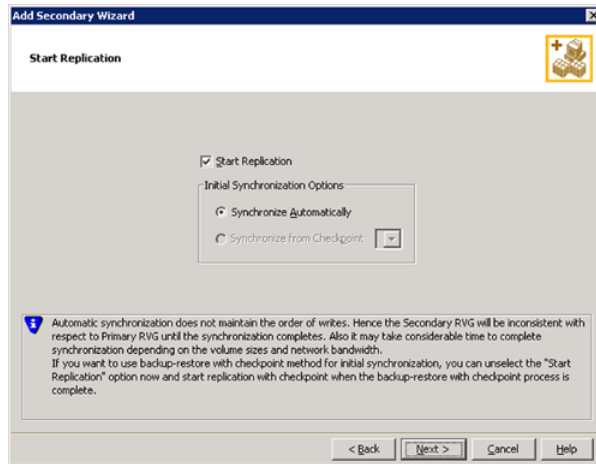 Add Secondary Wizard
Start Replication
Start Replication
Initial Synchronization Options
Synchronize Automatically
Synchronize from Checkpoint
Automatic synchronization does not maintain the order of writes. Hence the Secondary RVG will be inconsistent with
respect to Primary RVG until the synchronization completes. Also it may take considerable time to complete
synchronization depending on the volume sizes and network bandwidth.
If you want to use backup-restore with checkpoint method for initial synchronization, you can unselect the "Start
Replication" option now and start replication with checkpoint when the backup-restore with checkpoint process is
complete.
< Back Next > Cancel Help